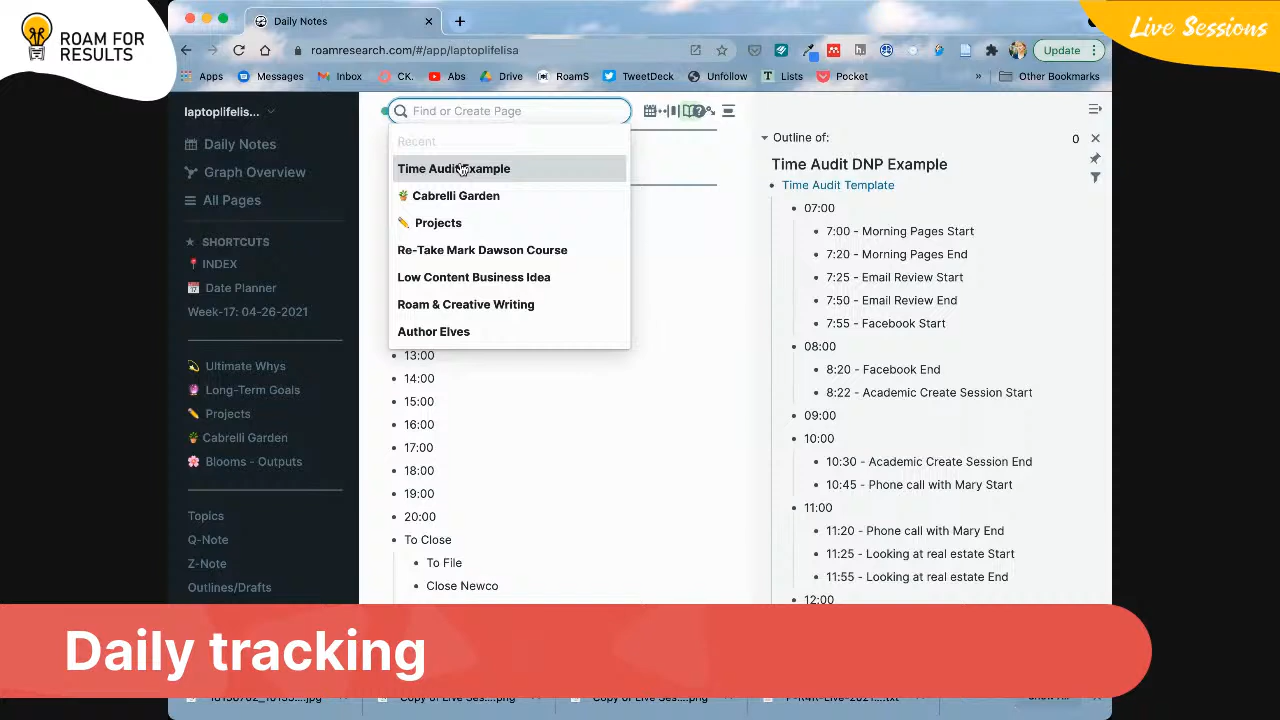 ROAM FOR
RESULTS
Live Sessions
Daily Notes
roamresearch.com/#/app/laptoplifelisa
Update
Apps
Messages
Inbox
CK.
Abs
Drive
RoamS
TweetDeck
Unfollow
Lists
Pocket
»
Other Bookmarks
laptoplifelis...
Daily Notes
Graph Overview
All Pages
SHORTCUTS
INDEX
Date Planner
Week-17: 04-26-2021
Ultimate Whys
Long-Term Goals
Projects
Cabrelli Garden
Blooms - Outputs
Topics
Q-Note
Z-Note
Outlines/Drafts
Find or Create Page
Recent
Time Audit Example
Cabrelli Garden
Projects
Re-Take Mark Dawson Course
Low Content Business Idea
Roam & Creative Writing
Author Elves
13:00
14:00
15:00
16:00
17:00
18:00
19:00
20:00
To Close
To File
Close Newco
Outline of:
0
Time Audit DNP Example
Time Audit Template
07:00
7:00 - Morning Pages Start
7:20 - Morning Pages End
7:25 - Email Review Start
7:50 - Email Review End
7:55 - Facebook Start
08:00
8:20 - Facebook End
8:22 - Academic Create Session Start
09:00
10:00
10:30 - Academic Create Session End
10:45 - Phone call with Mary Start
11:00
11:20 - Phone call with Mary End
11:25 - Looking at real estate Start
11:55 - Looking at real estate End
12:00
Daily tracking